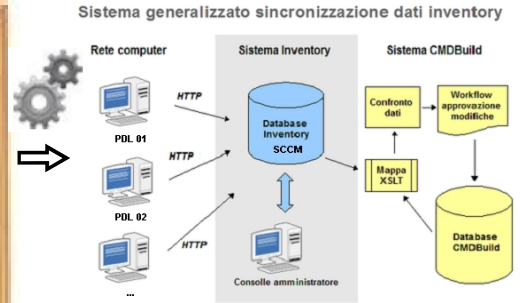 Sistema generalizzato sincronizzazione dati inventory
Rete computer
Sistema Inventory
Sistema CMDBuild
HTTP
PDL 01
HTTP
PDL 02
HTTP
...
Database
Inventory
SCCM
Consolle amministratore
Confronto
dati
Workflow
approvazione
modifiche
Mappa
XSLT
Database
CMDBuild